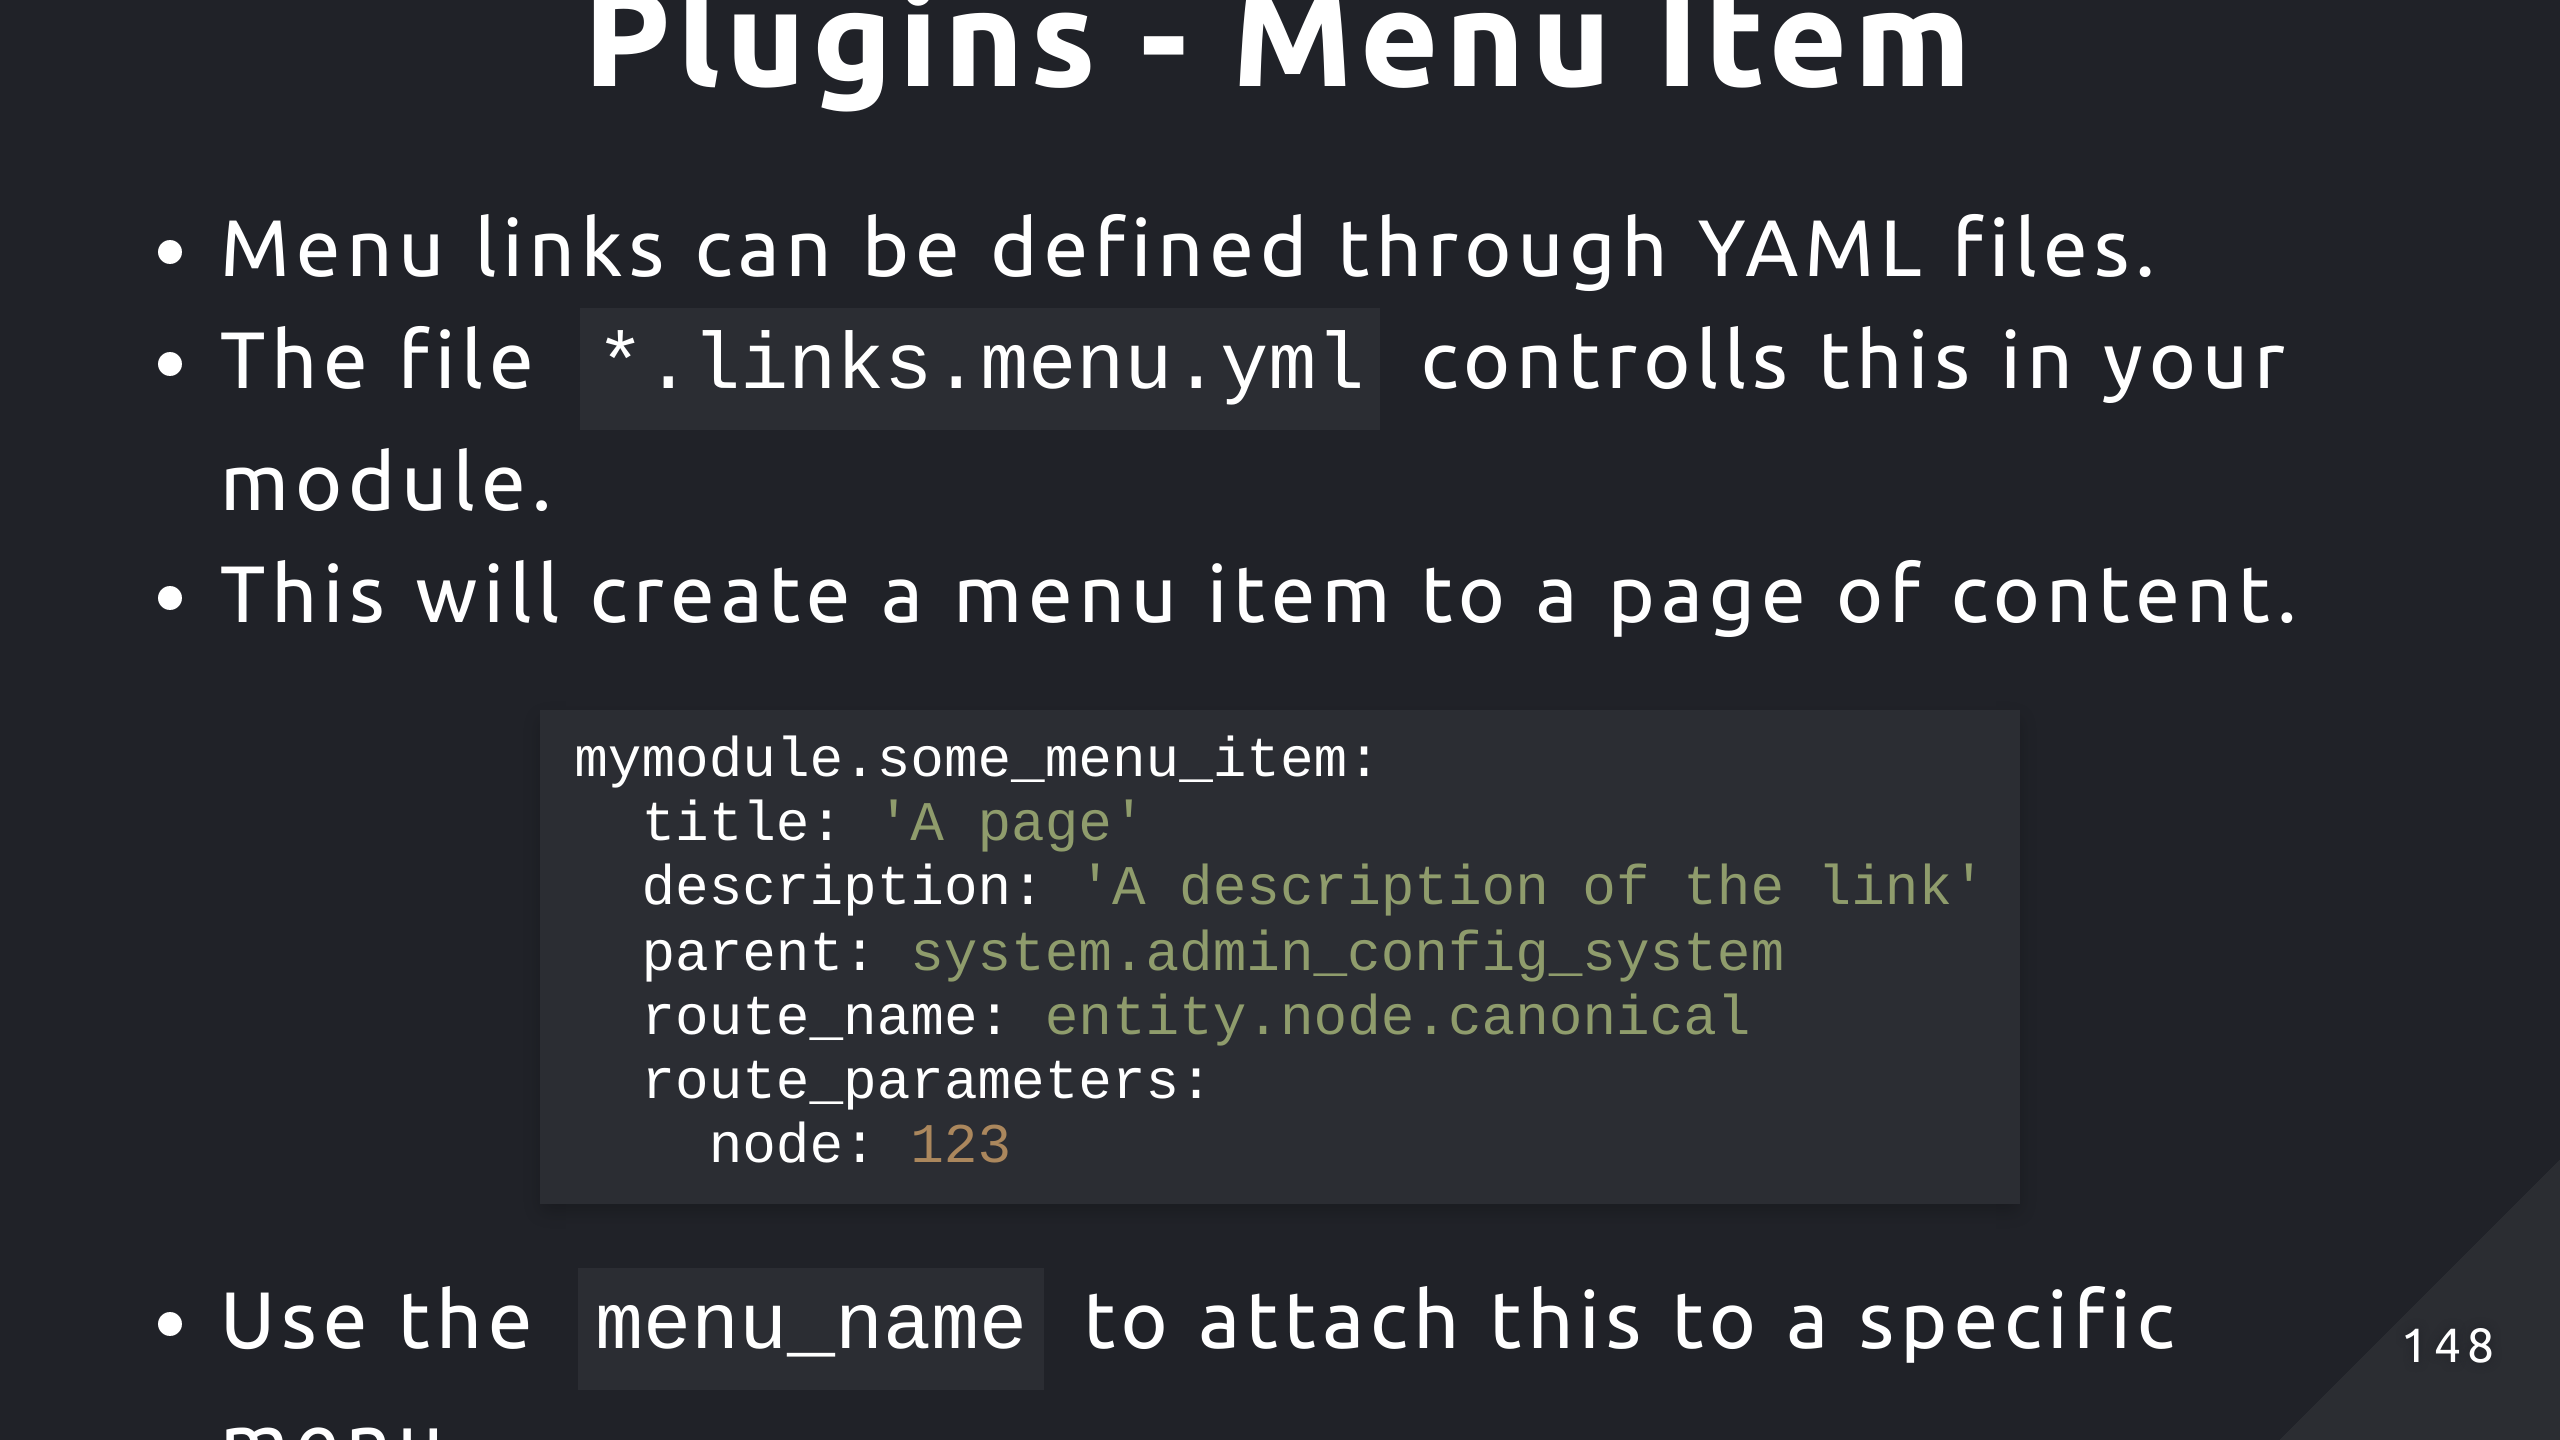 Plugins - Menu Item
• Menu links can be defined through YAML files.
• The file *.links.menu.yml controlls this in your
module.
• This will create a menu item to a page of content.
mymodule.some_menu_item:
  title: 'A page'
  description: 'A description of the link'
  parent: system.admin_config_system
  route_name: entity.node.canonical
  route_parameters:
    node: 123
• Use the menu_name to attach this to a specific
menu
148